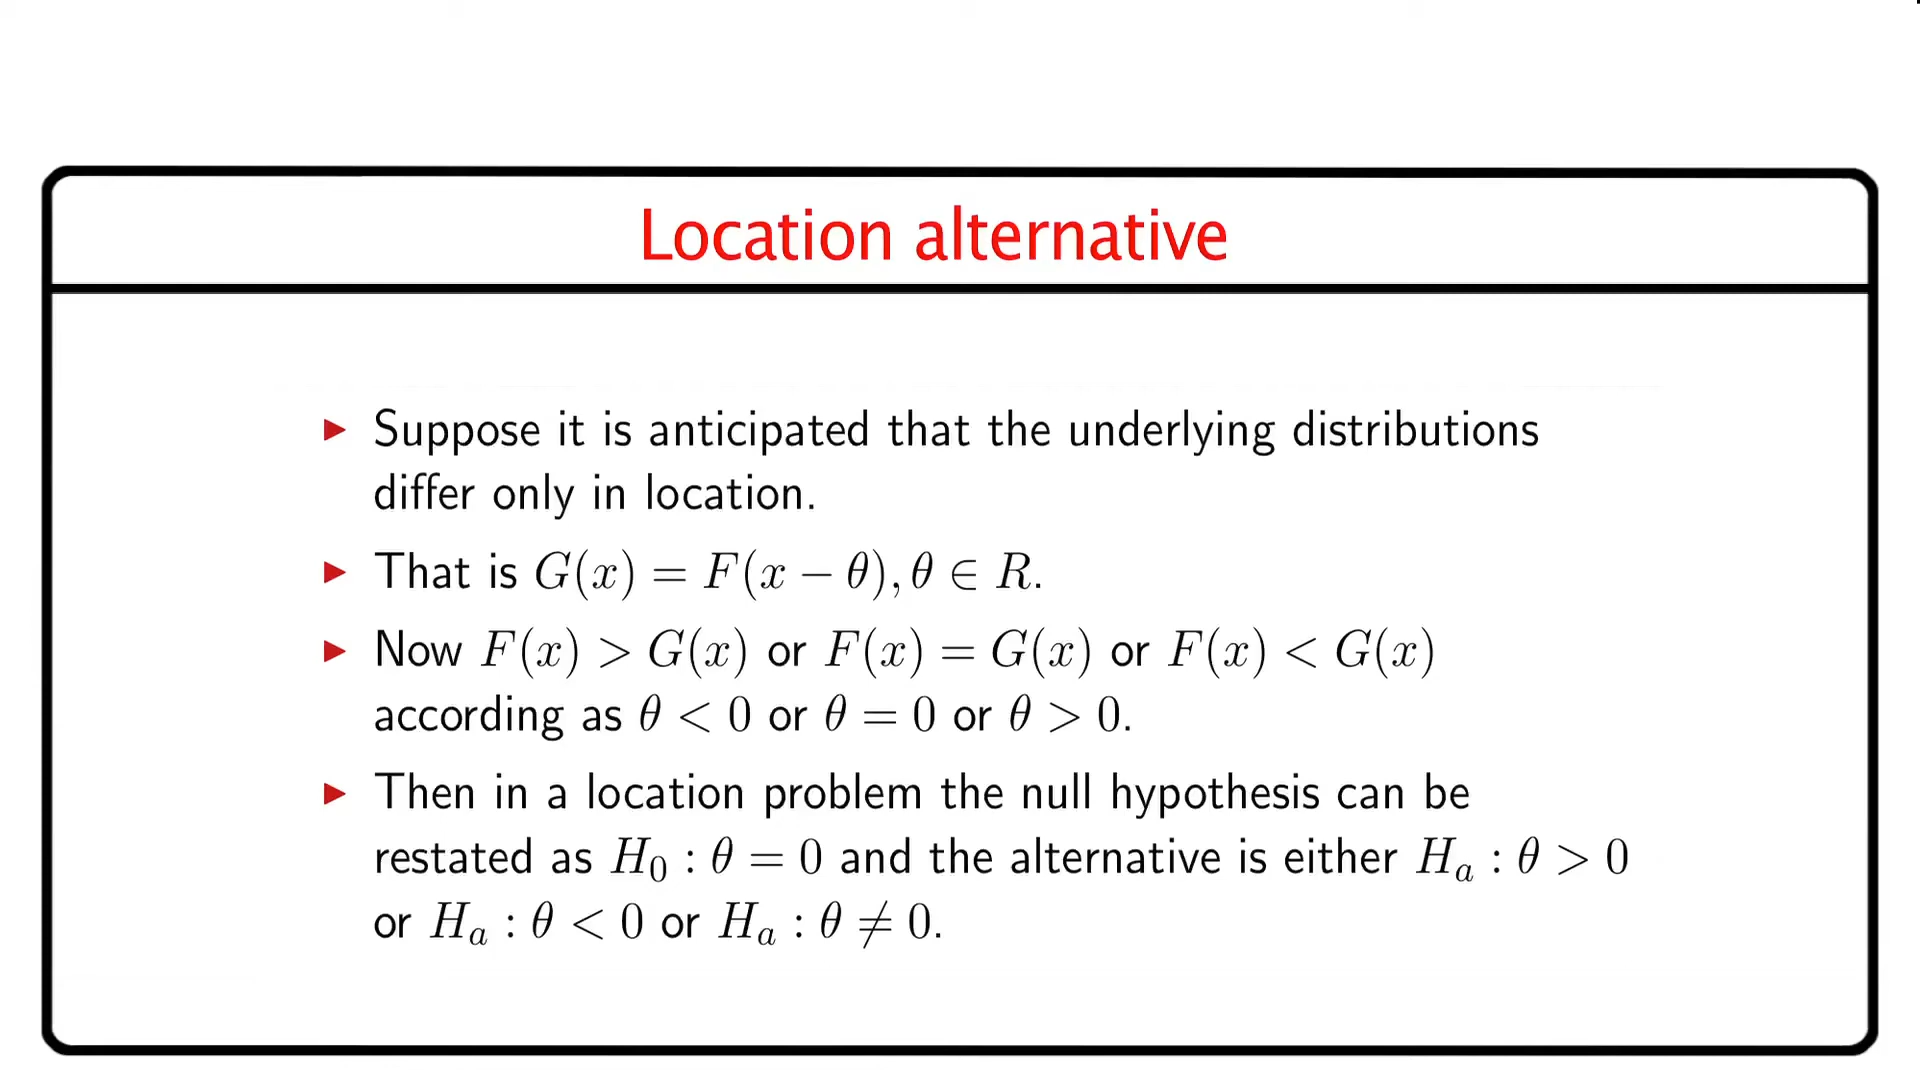 Location alternative
▶ Suppose it is anticipated that the underlying distributions
differ only in location.
▶ That is G(x) = F(x − θ), θ ∈ R.
▶ Now F(x) > G(x) or F(x) = G(x) or F(x) < G(x)
according as θ < 0 or θ = 0 or θ > 0.
▶ Then in a location problem the null hypothesis can be
restated as H₀ : θ = 0 and the alternative is either Hₐ : θ > 0
or Hₐ : θ < 0 or Hₐ : θ ≠ 0.